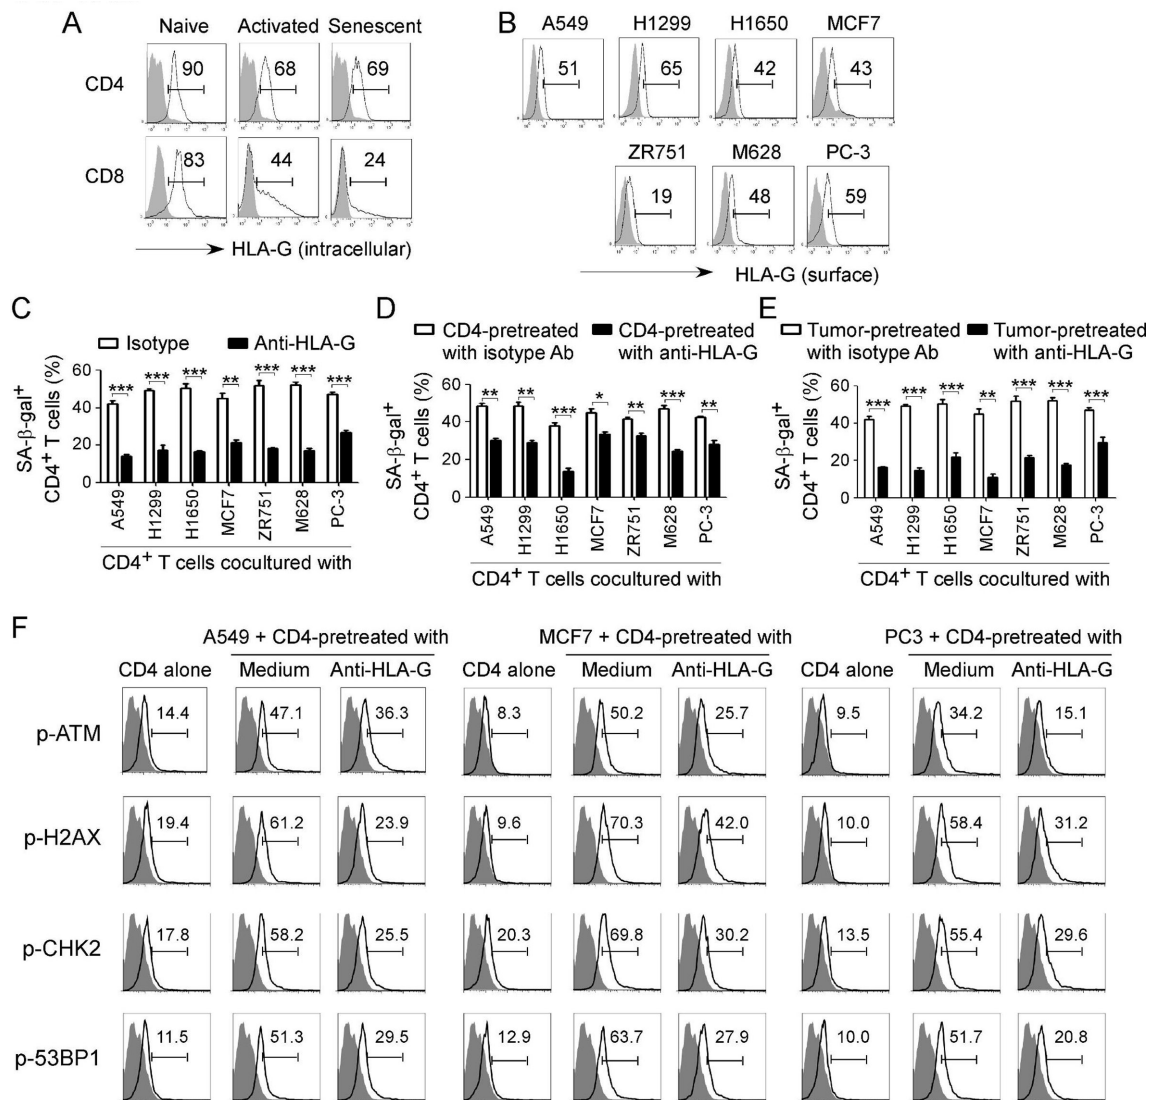 A
Naive Activated Senescent
CD4
90 68 69
CD8
83 44 24
HLA-G (intracellular)
B
A549 H1299 H1650 MCF7
51 65 42 43
ZR751 M628 PC-3
19 48 59
HLA-G (surface)
C
Isotype Anti-HLA-G
SA-β-gal+
CD4+ T cells (%)
60
40
20
0
*** *** *** ** *** *** ***
A549 H1299 H1650 MCF7 ZR751 M628 PC-3
CD4+ T cells cocultured with
D
CD4-pretreated with isotype Ab
CD4-pretreated with anti-HLA-G
SA-β-gal+
CD4+ T cells (%)
60
40
20
0
** ** *** * ** *** **
A549 H1299 H1650 MCF7 ZR751 M628 PC-3
CD4+ T cells cocultured with
E
Tumor-pretreated with isotype Ab
Tumor-pretreated with anti-HLA-G
SA-β-gal+
CD4+ T cells (%)
60
40
20
0
*** *** *** ** *** *** ***
A549 H1299 H1650 MCF7 ZR751 M628 PC-3
CD4+ T cells cocultured with
F
A549 + CD4-pretreated with MCF7 + CD4-pretreated with PC3 + CD4-pretreated with
CD4 alone Medium Anti-HLA-G CD4 alone Medium Anti-HLA-G CD4 alone Medium Anti-HLA-G
p-ATM 14.4 47.1 36.3 8.3 50.2 25.7 9.5 34.2 15.1
p-H2AX 19.4 61.2 23.9 9.6 70.3 42.0 10.0 58.4 31.2
p-CHK2 17.8 58.2 25.5 20.3 69.8 30.2 13.5 55.4 29.6
p-53BP1 11.5 51.3 29.5 12.9 63.7 27.9 10.0 51.7 20.8